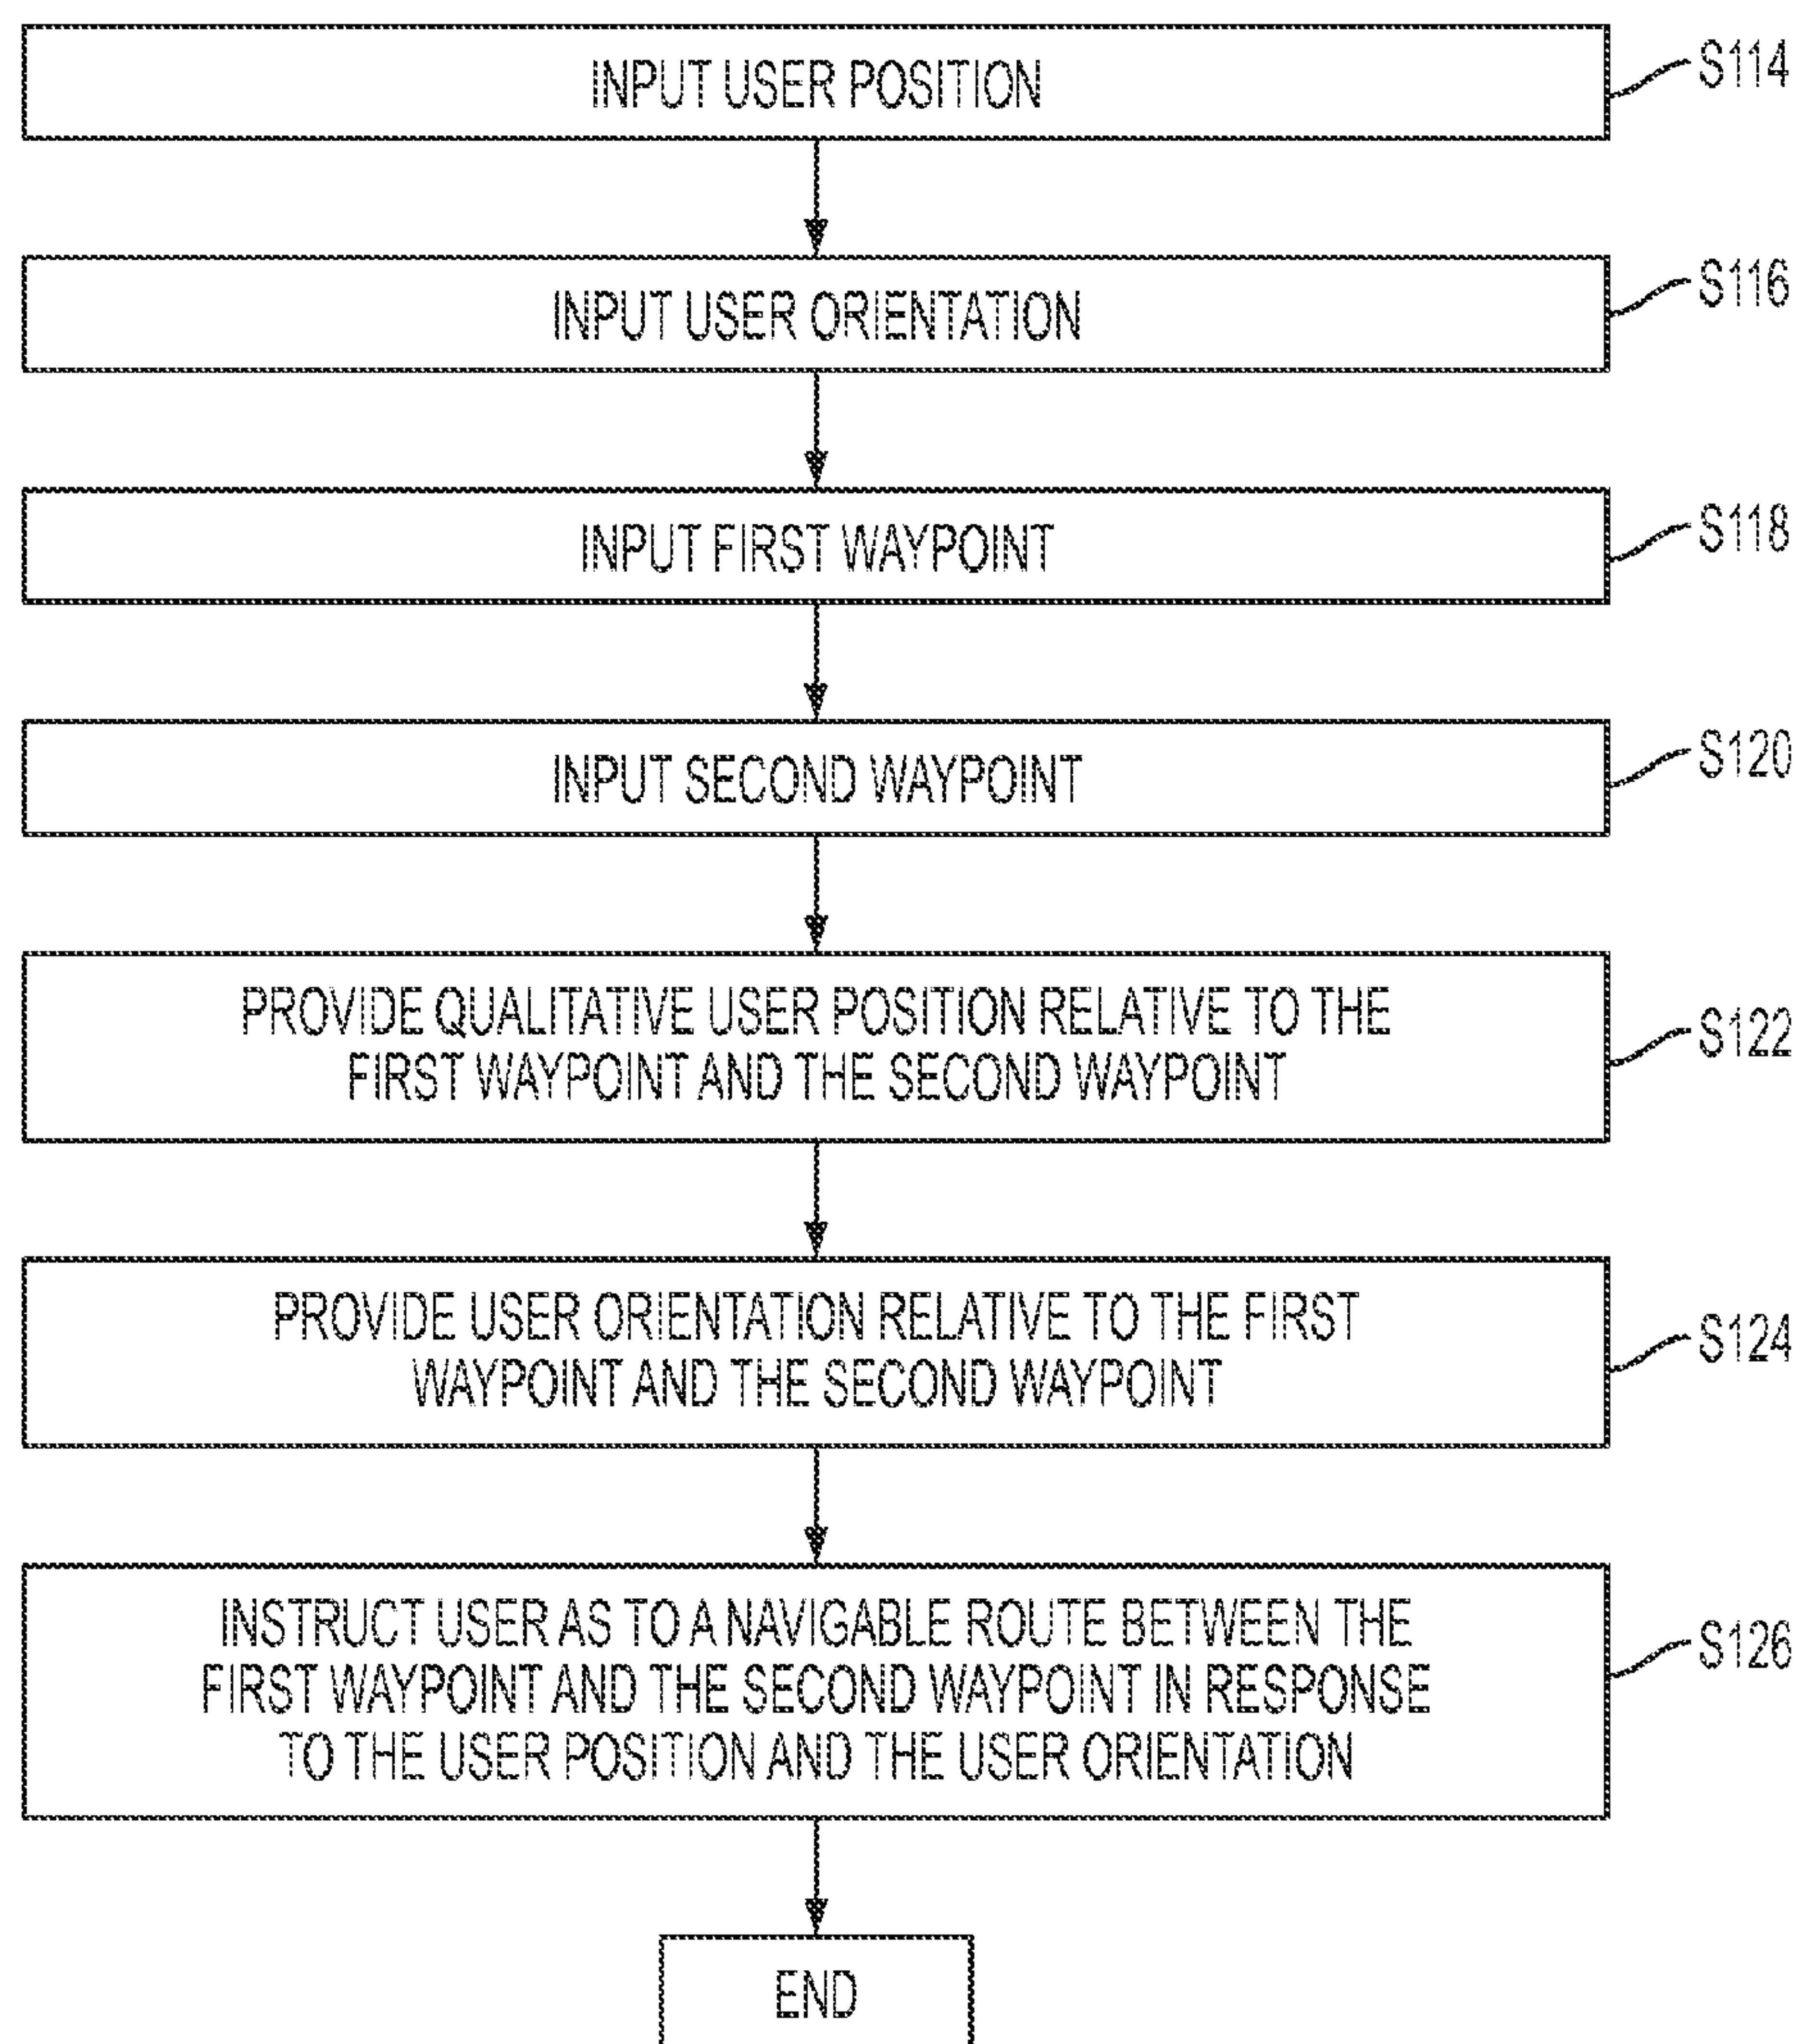 INPUT USER POSITION
S114
INPUT USER ORIENTATION
S116
INPUT FIRST WAYPOINT
S118
INPUT SECOND WAYPOINT
S120
PROVIDE QUALITATIVE USER POSITION RELATIVE TO THE
FIRST WAYPOINT AND THE SECOND WAYPOINT
S122
PROVIDE USER ORIENTATION RELATIVE TO THE FIRST
WAYPOINT AND THE SECOND WAYPOINT
S124
INSTRUCT USER AS TO A NAVIGABLE ROUTE BETWEEN THE
FIRST WAYPOINT AND THE SECOND WAYPOINT IN RESPONSE
TO THE USER POSITION AND THE USER ORIENTATION
S126
END